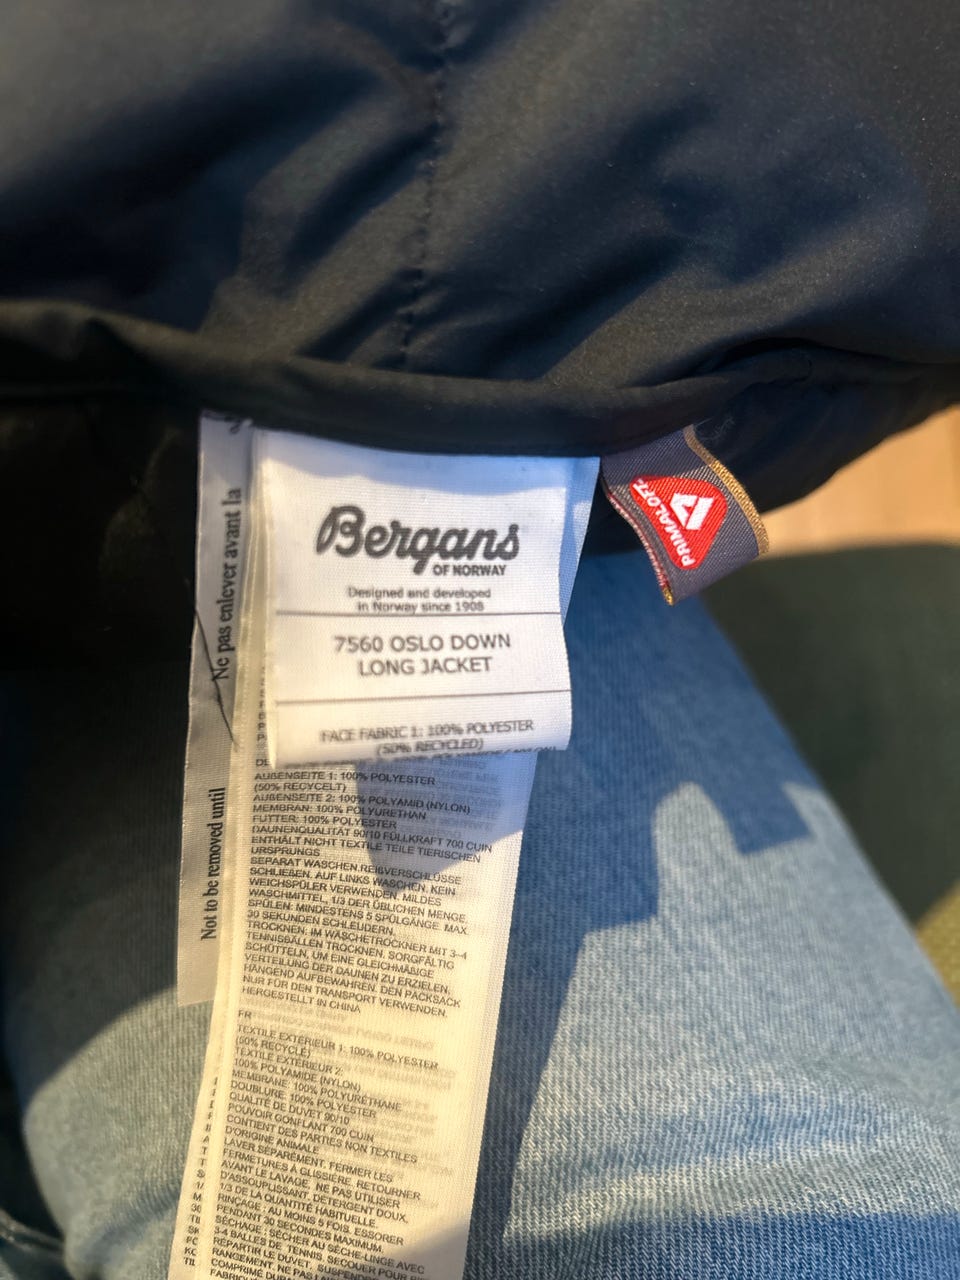 Bergans
OF NORWAY
Designed and developed
in Norway since 1908
7560 OSLO DOWN
LONG JACKET
FACE FABRIC 1: 100% POLYESTER
(50% RECYCLED)
PRIMALOFT
Ne pas enlever avant la
Not to be removed until
AUßENSEITE 1: 100% POLYESTER
(50% RECYCELT)
AUßENSEITE 2: 100% POLYAMID (NYLON)
MEMBRAN: 100% POLYURETHAN
FUTTER: 100% POLYESTER
DAUNENQUALITÄT 90/10 FÜLLKRAFT 700 CUIN
ENTHÄLT NICHT TEXTILE TEILE TIERISCHEN
URSPRUNGS
SEPARAT WASCHEN.REIßVERSCHLÜSSE
SCHLIEßEN. AUF LINKS WASCHEN. KEIN
WEICHSPÜLER VERWENDEN. MILDES
WASCHMITTEL, 1/3 DER ÜBLICHEN MENGE
SPÜLEN: MINDESTENS 5 SPÜLGÄNGE. MAX.
30 SEKUNDEN SCHLEUDERN.
TROCKNEN: IM WÄSCHETROCKNER MIT 3–4
TENNISBÄLLEN TROCKNEN. SORGFÄLTIG
SCHÜTTELN, UM EINE GLEICHMÄßIGE
VERTEILUNG DER DAUNEN ZU ERZIELEN.
HÄNGEND AUFBEWAHREN. DEN PACKSACK
NUR FÜR DEN TRANSPORT VERWENDEN.
HERGESTELLT IN CHINA
FR
TEXTILE EXTÉRIEUR 1: 100% POLYESTER
(50% RECYCLÉ)
TEXTILE EXTÉRIEUR 2:
100% POLYAMIDE (NYLON)
MEMBRANE: 100% POLYURÉTHANE
DOUBLURE: 100% POLYESTER
QUALITÉ DE DUVET 90/10
POUVOIR GONFLANT 700 CUIN
CONTIENT DES PARTIES NON TEXTILES
D'ORIGINE ANIMALE
LAVER SÉPARÉMENT. FERMER LES
FERMETURES À GLISSIÈRE. RETOURNER
AVANT LE LAVAGE. NE PAS UTILISER
D'ASSOUPLISSANT. DÉTERGENT DOUX,
1/3 DE LA QUANTITÉ HABITUELLE.
RINÇAGE : AU MOINS 5 FOIS. ESSORER
PENDANT 30 SECONDES MAXIMUM.
SÉCHAGE : SÉCHER AU SÈCHE-LINGE AVEC
3-4 BALLES DE TENNIS. SECOUER POUR BIEN
RÉPARTIR LE DUVET. SUSPENDRE
RANGEMENT. NE PAS
COMPRIMÉ